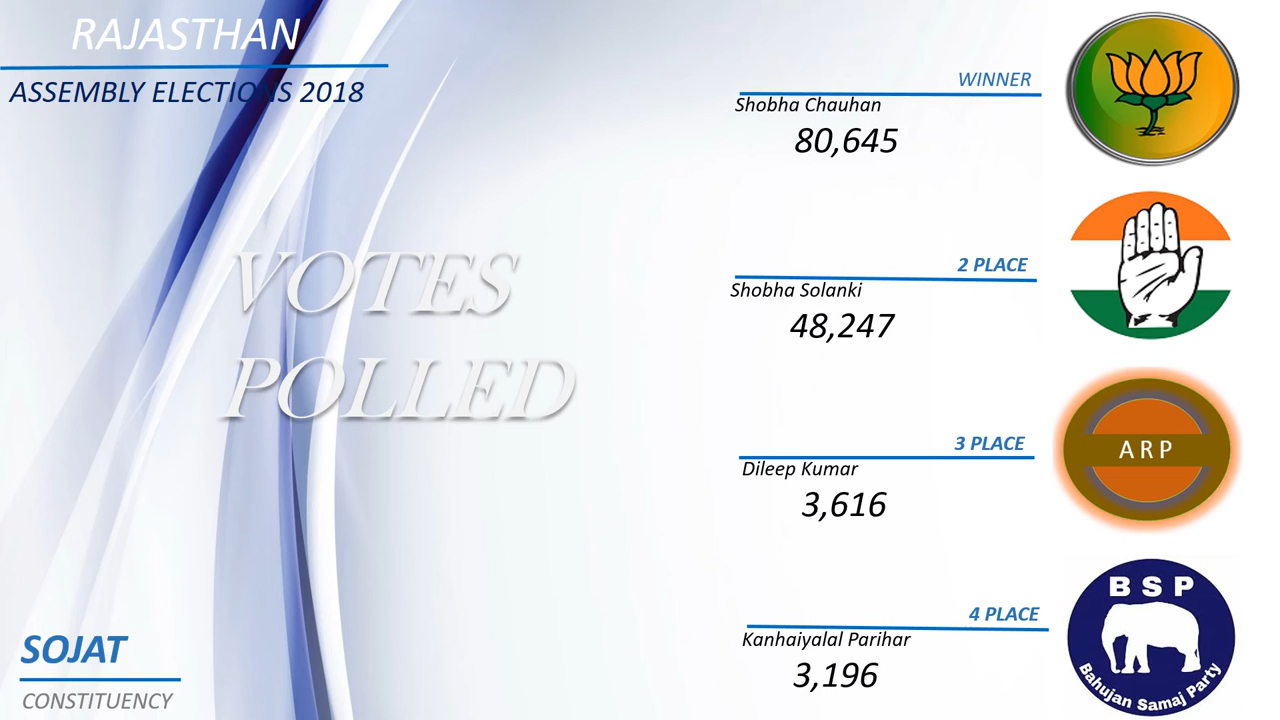 RAJASTHAN
ASSEMBLY ELECTIONS 2018
VOTES
POLLED
SOJAT
CONSTITUENCY
WINNER
Shobha Chauhan
80,645
2 PLACE
Shobha Solanki
48,247
3 PLACE
Dileep Kumar
3,616
ARP
4 PLACE
Kanhaiyalal Parihar
3,196
BSP
Bahujan Samaj Party